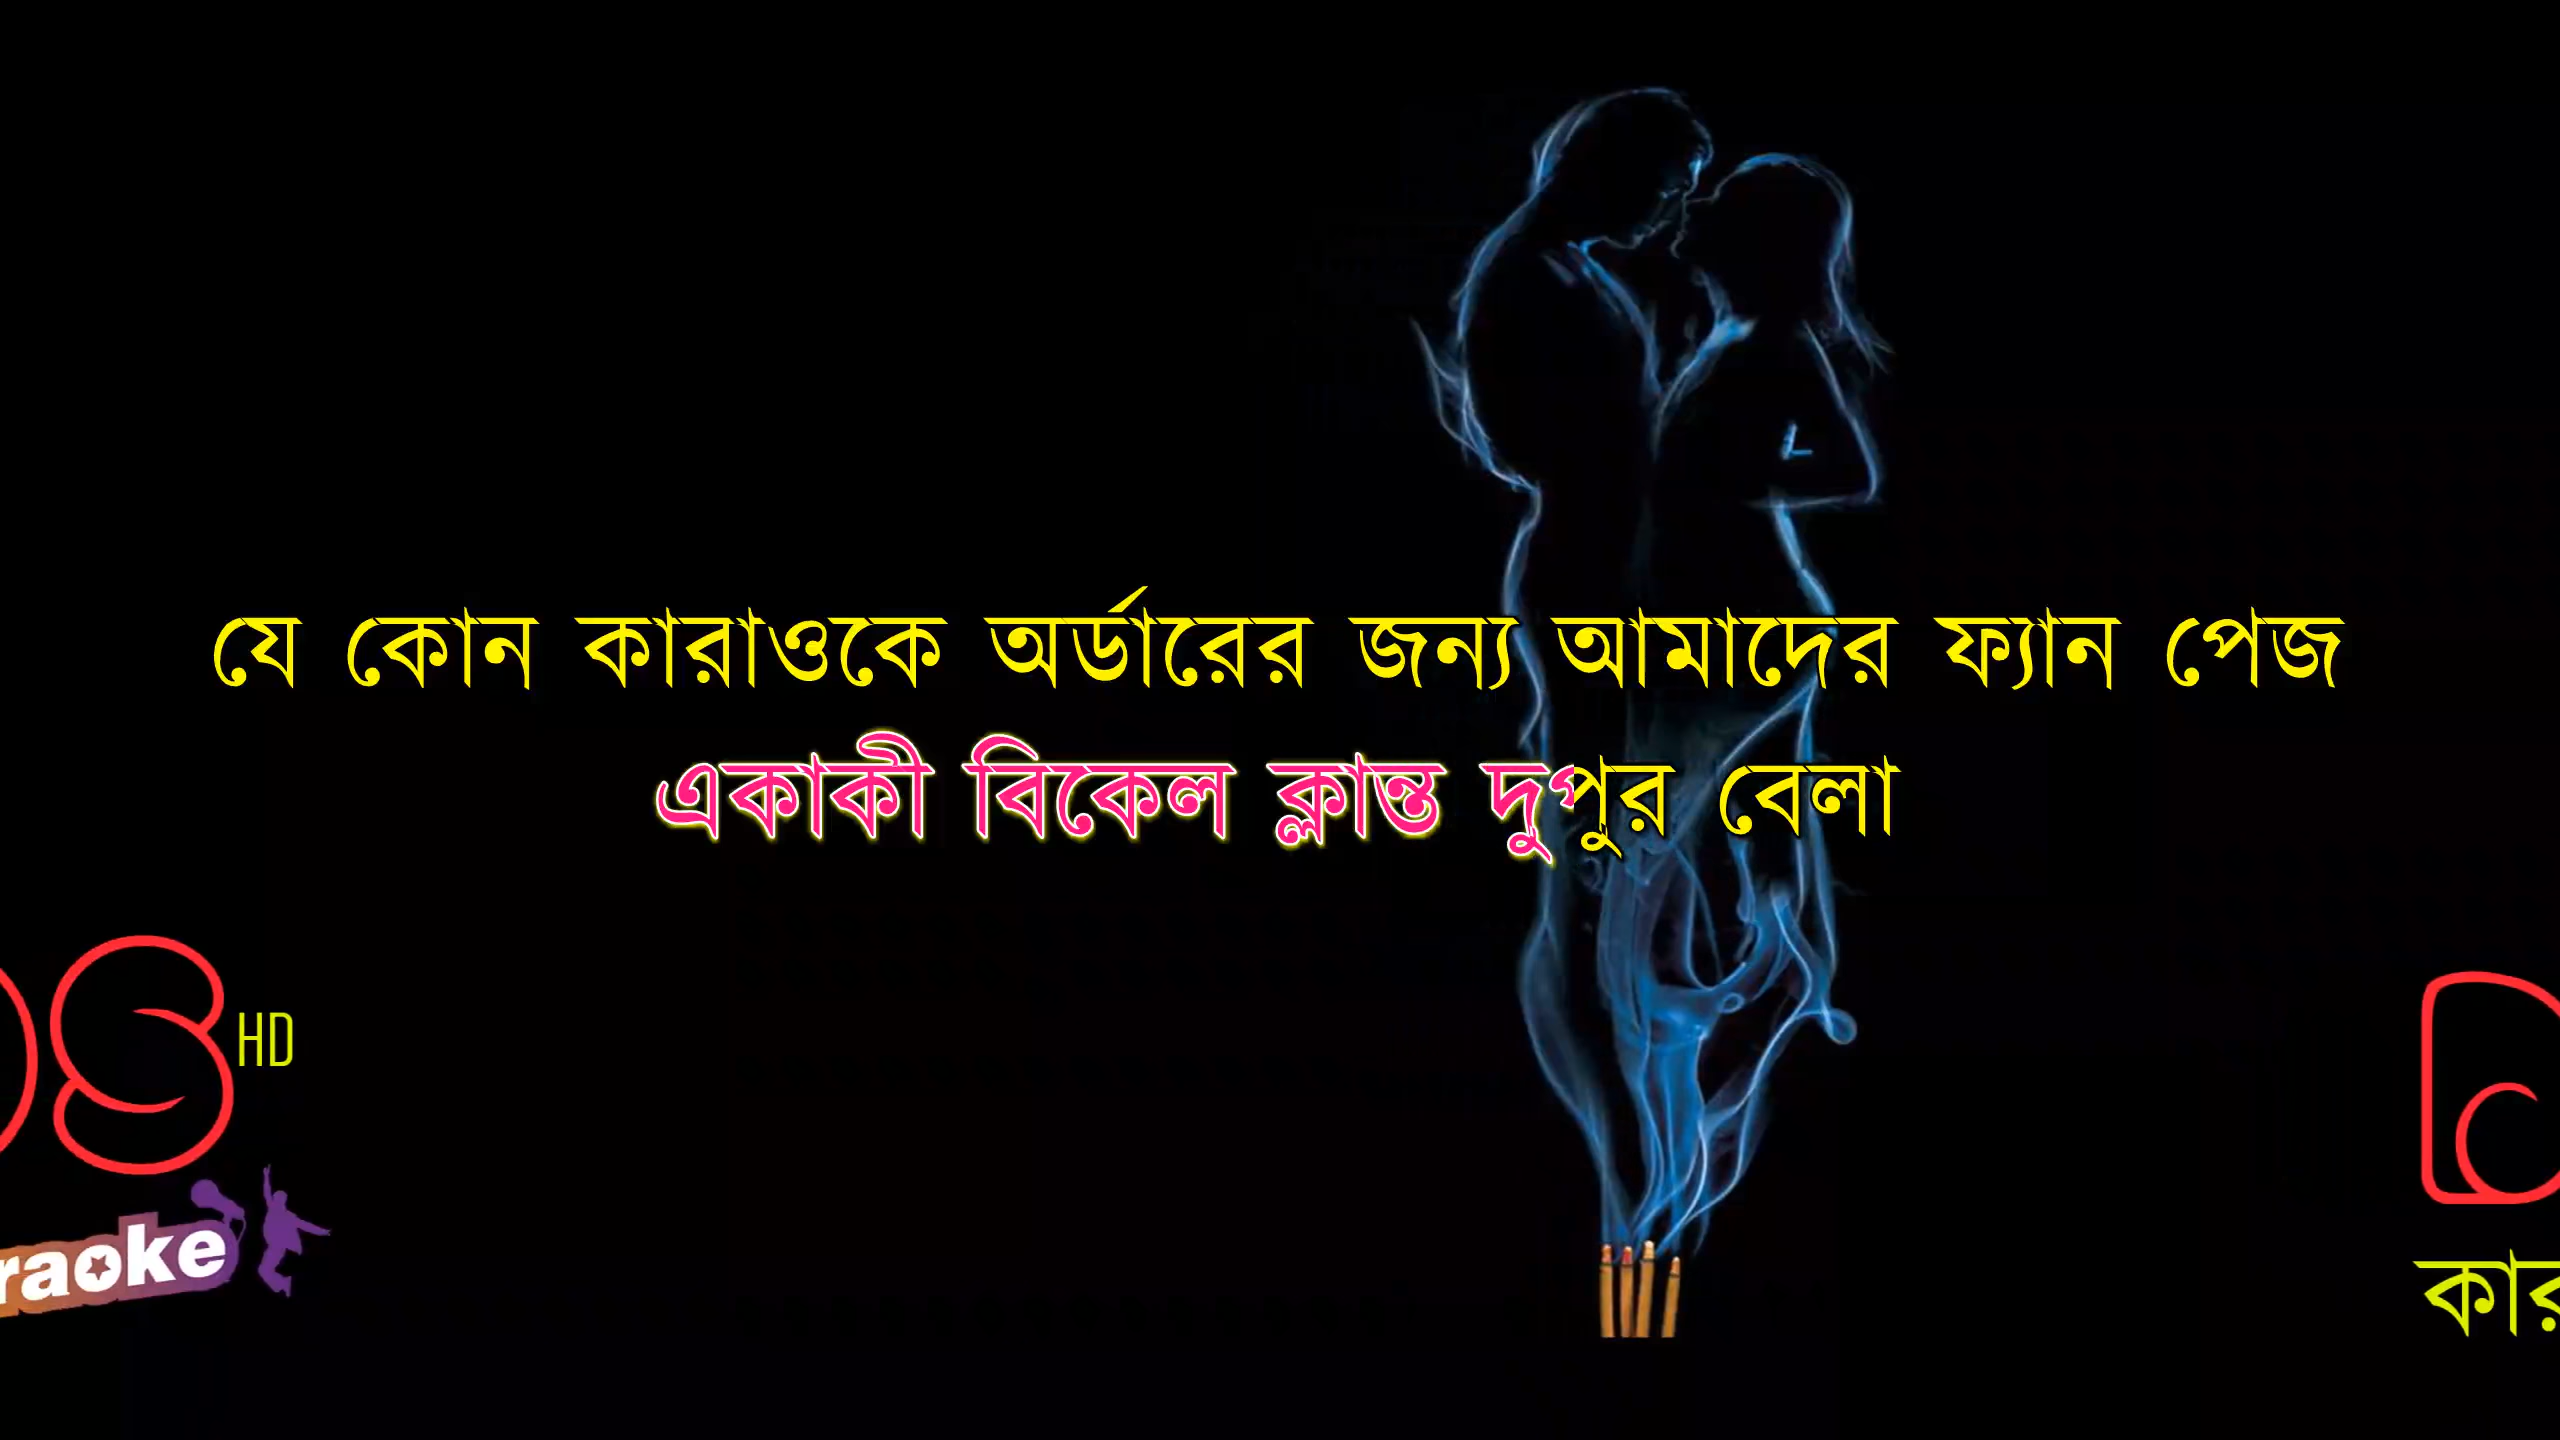 যে কোন কারাওকে অর্ডারের জন্য আমাদের ফ্যান পেজ
একাকী বিকেল ক্লান্ত দুপুর বেলা
S HD
raoke
কার